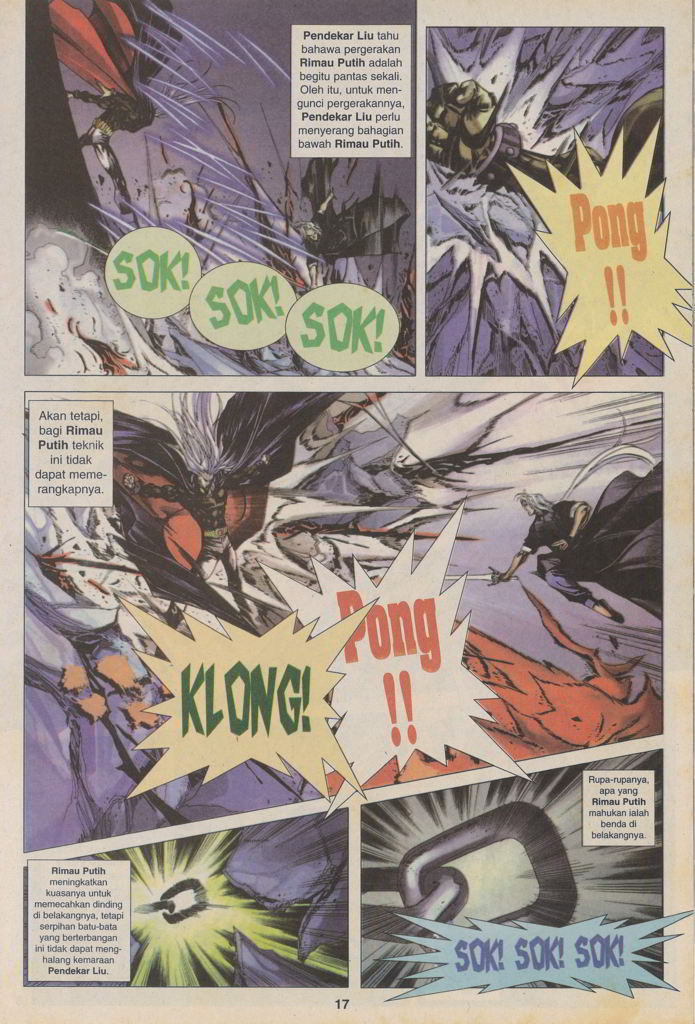 Pendekar Liu tahu
bahawa pergerakan
Rimau Putih adalah
begitu pantas sekali.
Oleh itu, untuk men-
gunci pergerakannya,
Pendekar Liu perlu
menyerang bahagian
bawah Rimau Putih.
SOK!
SOK!
SOK!
Pong
!!
Akan tetapi,
bagi Rimau
Putih teknik
ini tidak
dapat meme-
rangkapnya.
KLONG!
Pong
!!
Rimau Putih
meningkatkan
kuasanya untuk
memecahkan dinding
di belakangnya, tetapi
serpihan batu-bata
yang berterbangan
ini tidak dapat meng-
halang kemaraan
Pendekar Liu.
Rupa-rupanya,
apa yang
Rimau Putih
mahukan ialah
benda di
belakangnya.
SOK! SOK! SOK!
17